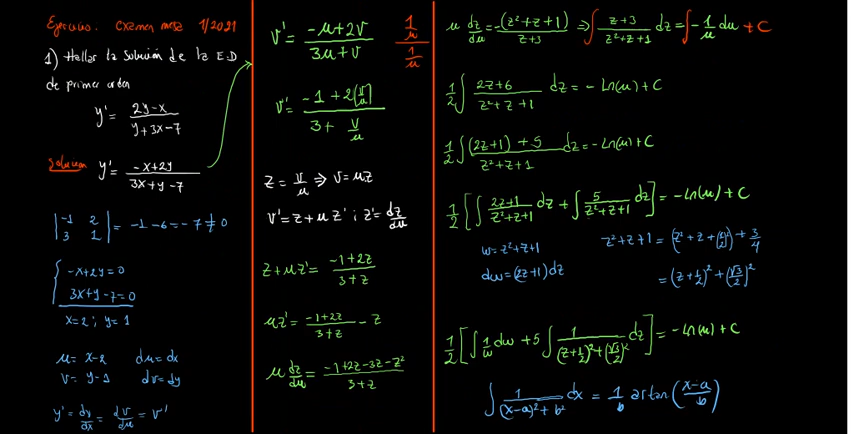 Ejercicio: examen mesa 1/2021
1) Hallar la solución de la E.D
de primer orden
y' = (2y-x)/(y+3x-7)
Solución y' = (-x+2y)/(3x+y-7)
|-1 2; 3 1| = -1-6 = -7 ≠ 0
{ -x+2y=0
3x+y-7=0
x=2 ; y=1
u = x-2 du = dx
v = y-1 dv = dy
y' = dy/dx = dv/du = v'
v' = (-u+2v)/(3u+v) (1/u)/(1/u)
v' = (-1+2(v/u))/(3+v/u)
z = v/u ⇒ v = uz
v' = z+uz' ; z' = dz/du
z+uz' = (-1+2z)/(3+z)
uz' = (-1+2z)/(3+z) - z
u dz/du = (-1+2z-3z-z²)/(3+z)
u dz/du = -(z²+z+1)/(z+3) ⇒ ∫ (z+3)/(z²+z+1) dz = ∫ -1/u du + C
1/2 ∫ (2z+6)/(z²+z+1) dz = -ln(u)+C
1/2 ∫ ((2z+1)+5)/(z²+z+1) dz = -ln(u)+C
1/2 [∫ (2z+1)/(z²+z+1) dz + ∫ 5/(z²+z+1) dz] = -ln(u)+C
w = z²+z+1 z²+z+1 = (z²+z+(1/2)²)+3/4
dw = (2z+1)dz = (z+1/2)²+(√3/2)²
1/2 [∫ 1/w dw + 5 ∫ 1/((z+1/2)²+(√3/2)²) dz] = -ln(u)+C
∫ 1/((x-a)²+b²) dx = 1/b artan((x-a)/b)